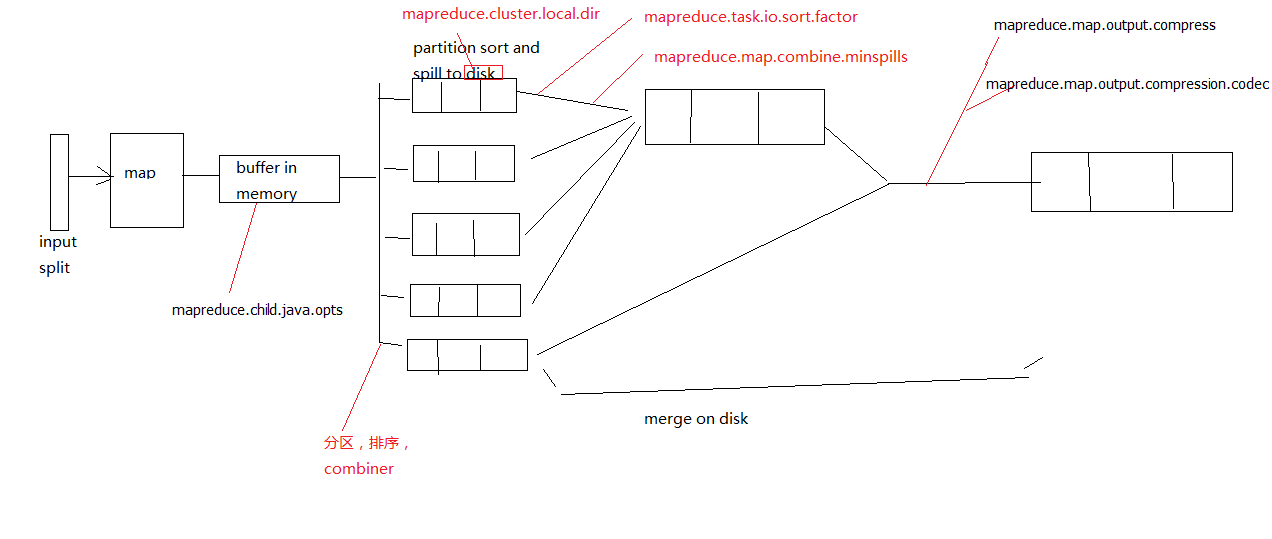 mapreduce.cluster.local.dir
mapreduce.task.io.sort.factor
mapreduce.map.output.compress
partition sort and
spill to disk
mapreduce.map.combine.minspills
mapreduce.map.output.compression.codec
map
buffer in
memory
input
split
mapreduce.child.java.opts
merge on disk
分区，排序，
combiner